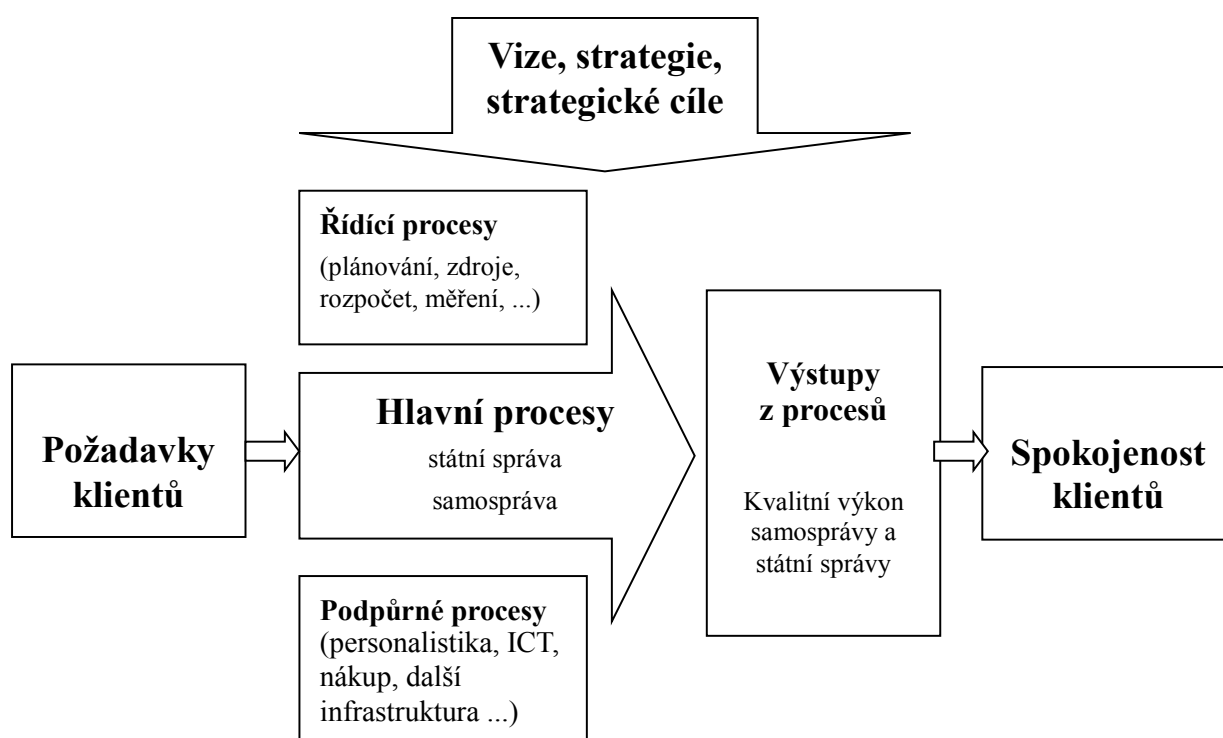 Vize, strategie,
strategické cíle
Řídící procesy
(plánování, zdroje,
rozpočet, měření, ...)
Požadavky
klientů
Hlavní procesy
státní správa
samospráva
Výstupy
z procesů
Kvalitní výkon
samosprávy a
státní správy
Spokojenost
klientů
Podpůrné procesy
(personalistika, ICT,
nákup, další
infrastruktura ...)